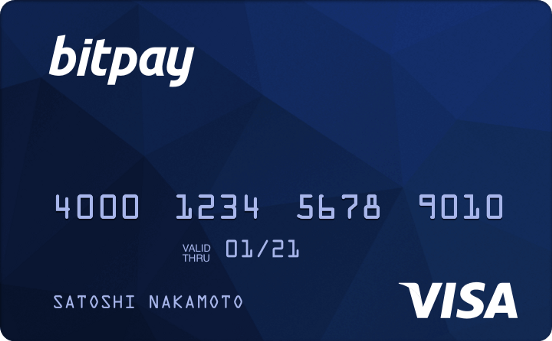 bitpay
4000 1234 5678 9010
VALID
THRU 01/21
SATOSHI NAKAMOTO
VISA